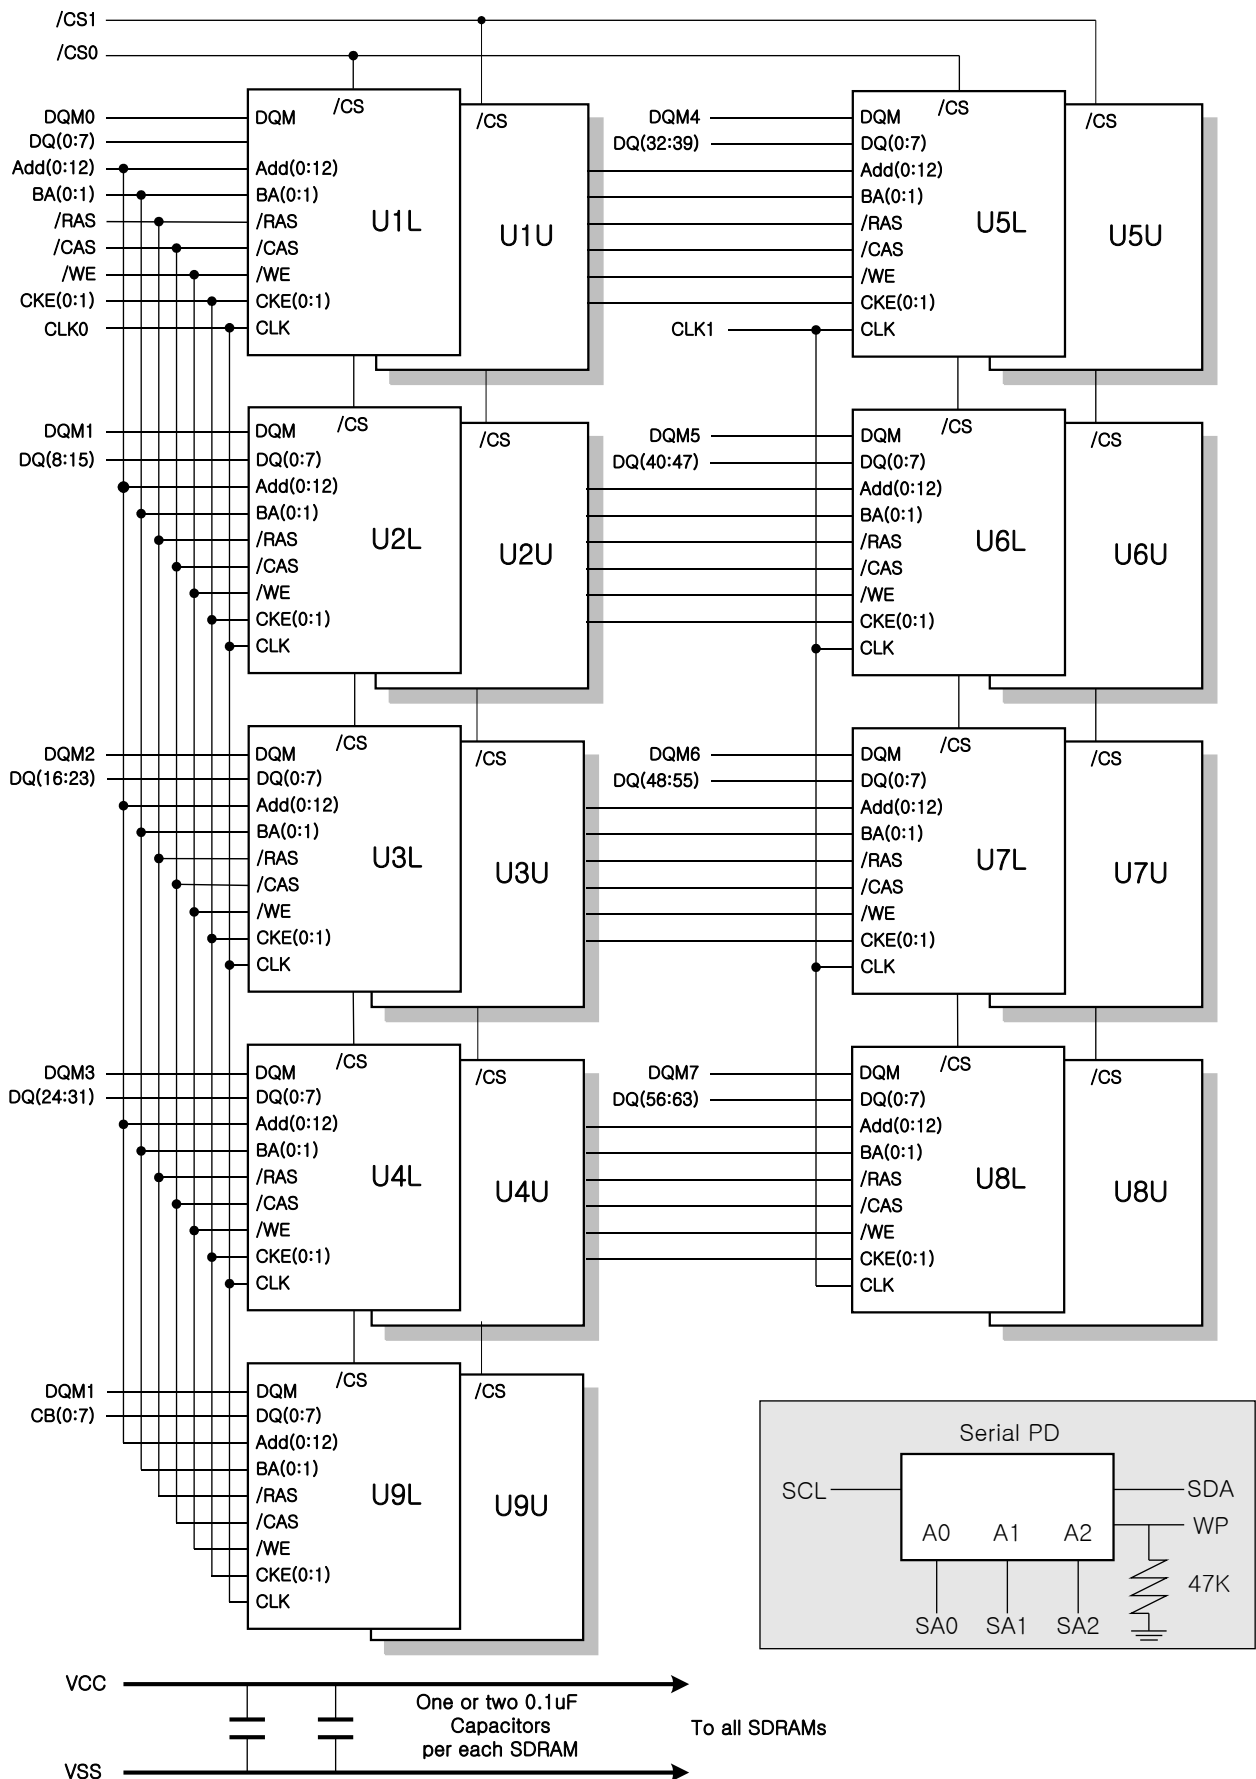 /CS1
/CS0
/CS
/CS
/CS
/CS
DQM0
DQ(0:7)
Add(0:12)
BA(0:1)
/RAS
/CAS
/WE
CKE(0:1)
CLK0
DQM
Add(0:12)
BA(0:1)
/RAS
/CAS
/WE
CKE(0:1)
CLK
U1L
U1U
DQM4
DQ(32:39)
CLK1
DQM
DQ(0:7)
Add(0:12)
BA(0:1)
/RAS
/CAS
/WE
CKE(0:1)
CLK
U5L
U5U
/CS
/CS
/CS
/CS
DQM1
DQ(8:15)
DQM
DQ(0:7)
Add(0:12)
BA(0:1)
/RAS
/CAS
/WE
CKE(0:1)
CLK
U2L
U2U
DQM5
DQ(40:47)
DQM
DQ(0:7)
Add(0:12)
BA(0:1)
/RAS
/CAS
/WE
CKE(0:1)
CLK
U6L
U6U
/CS
/CS
/CS
/CS
DQM2
DQ(16:23)
DQM
DQ(0:7)
Add(0:12)
BA(0:1)
/RAS
/CAS
/WE
CKE(0:1)
CLK
U3L
U3U
DQM6
DQ(48:55)
DQM
DQ(0:7)
Add(0:12)
BA(0:1)
/RAS
/CAS
/WE
CKE(0:1)
CLK
U7L
U7U
/CS
/CS
/CS
/CS
DQM3
DQ(24:31)
DQM
DQ(0:7)
Add(0:12)
BA(0:1)
/RAS
/CAS
/WE
CKE(0:1)
CLK
U4L
U4U
DQM7
DQ(56:63)
DQM
DQ(0:7)
Add(0:12)
BA(0:1)
/RAS
/CAS
/WE
CKE(0:1)
CLK
U8L
U8U
/CS
/CS
DQM1
CB(0:7)
DQM
DQ(0:7)
Add(0:12)
BA(0:1)
/RAS
/CAS
/WE
CKE(0:1)
CLK
U9L
U9U
Serial PD
SCL
SDA
WP
A0 A1 A2
47K
SA0 SA1 SA2
VCC
One or two 0.1uF
Capacitors
per each SDRAM
To all SDRAMs
VSS